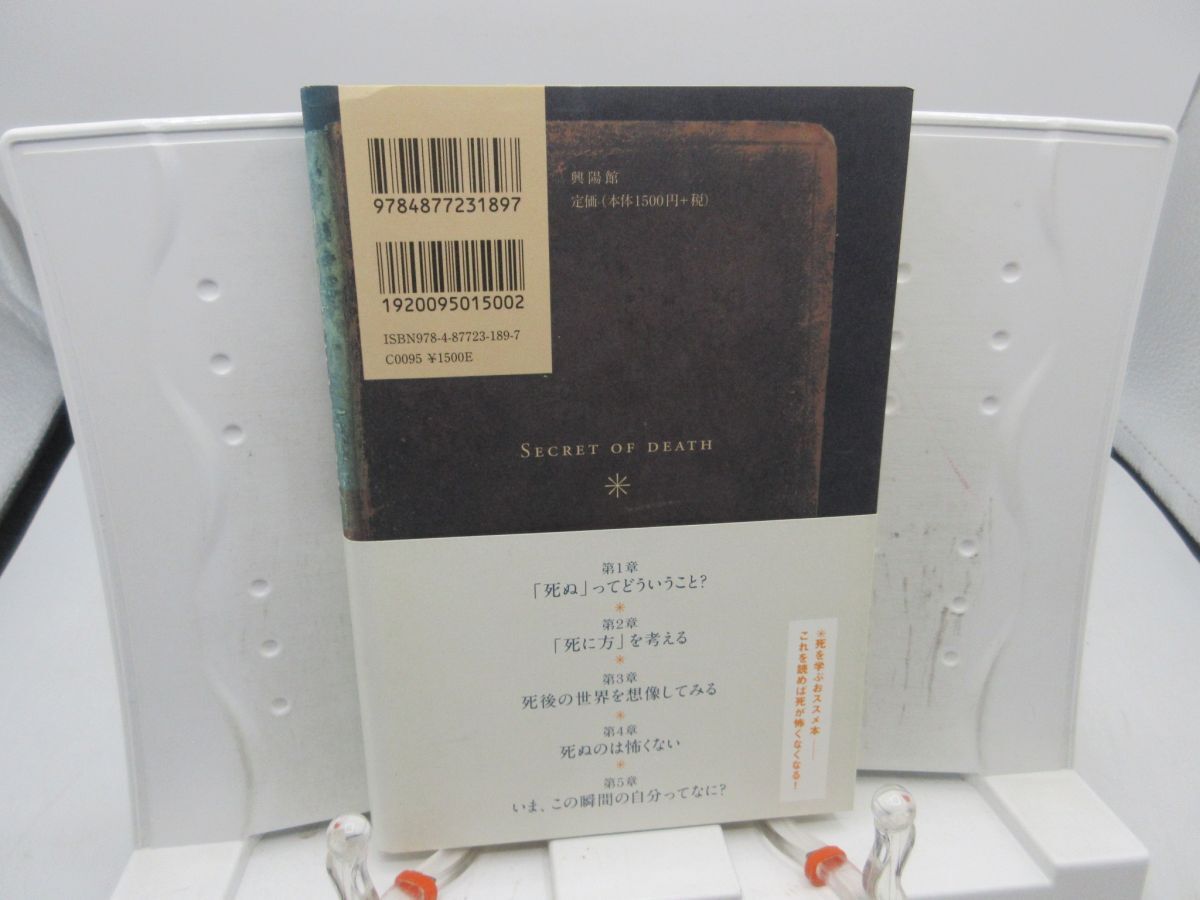 9784877231897
1920095015002
ISBN978-4-87723-189-7
C0095 ¥1500E
興陽館
定価(本体1500円+税)
SECRET OF DEATH
第1章
「死ぬ」ってどういうこと?
第2章
「死に方」を考える
第3章
死後の世界を想像してみる
第4章
死ぬのは怖くない
第5章
いま、この瞬間の自分ってなに?
＊死を学ぶおススメ本――
これを読めば死が怖くなくなる!